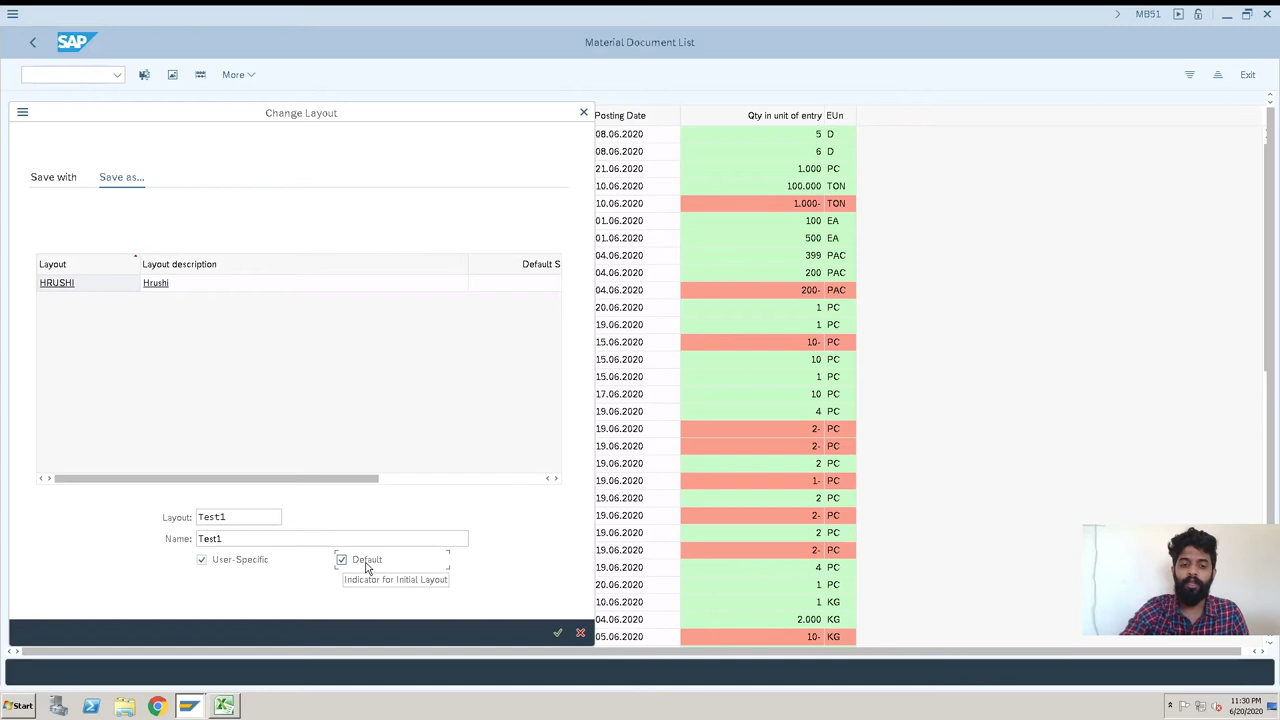 MB51
SAP
Material Document List
More
Exit
Change Layout
Save with
Save as...
Layout
Layout description
Default S
HRUSHI
Hrushi
Layout:
Test1
Name:
Test1
User-Specific
Default
Indicator for Initial Layout
Posting Date
Qty in unit of entry
EUn
08.06.2020 5 D
08.06.2020 6 D
21.06.2020 1.000 PC
10.06.2020 100.000 TON
10.06.2020 1.000- TON
01.06.2020 100 EA
01.06.2020 500 EA
04.06.2020 399 PAC
04.06.2020 200 PAC
04.06.2020 200- PAC
20.06.2020 1 PC
19.06.2020 1 PC
15.06.2020 10- PC
15.06.2020 10 PC
15.06.2020 1 PC
17.06.2020 10 PC
19.06.2020 4 PC
19.06.2020 2- PC
19.06.2020 2- PC
19.06.2020 2 PC
19.06.2020 1- PC
19.06.2020 2 PC
19.06.2020 2- PC
19.06.2020 2 PC
19.06.2020 2- PC
19.06.2020 4 PC
20.06.2020 1 PC
10.06.2020 1 KG
04.06.2020 2.000 KG
05.06.2020 10- KG
Start
11:30 PM
6/20/2020